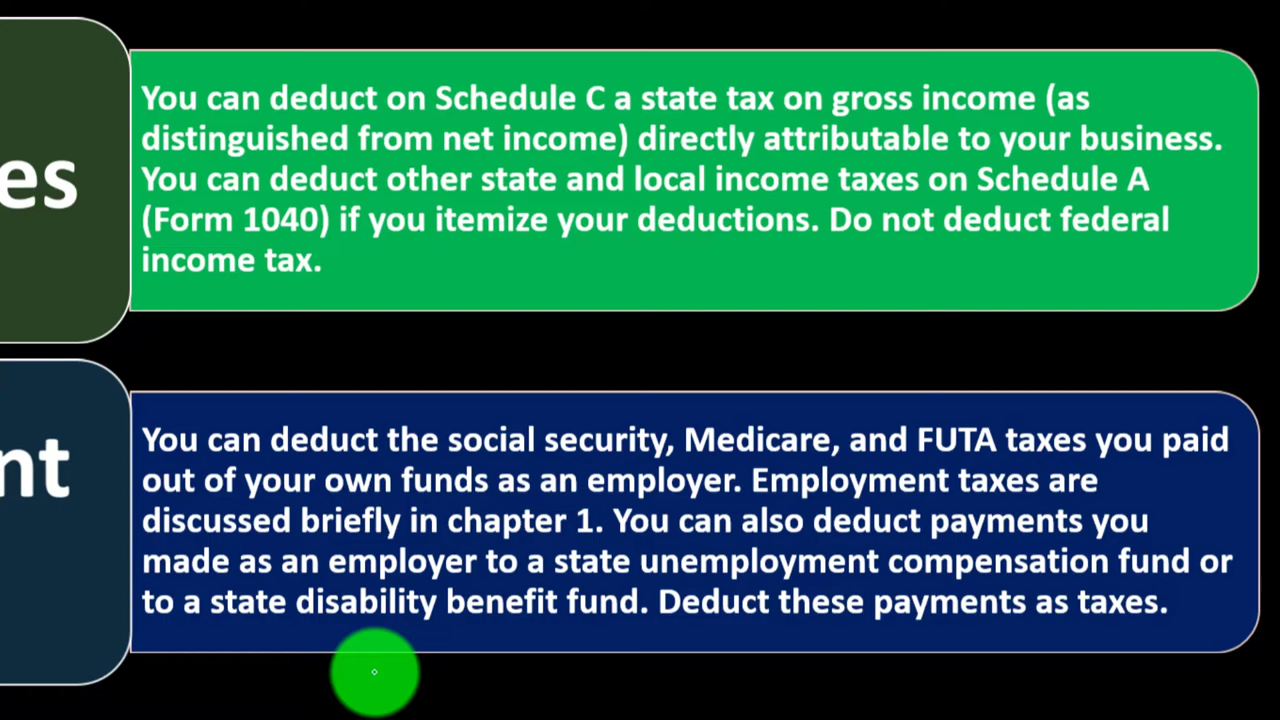 es
You can deduct on Schedule C a state tax on gross income (as
distinguished from net income) directly attributable to your business.
You can deduct other state and local income taxes on Schedule A
(Form 1040) if you itemize your deductions. Do not deduct federal
income tax.
nt
You can deduct the social security, Medicare, and FUTA taxes you paid
out of your own funds as an employer. Employment taxes are
discussed briefly in chapter 1. You can also deduct payments you
made as an employer to a state unemployment compensation fund or
to a state disability benefit fund. Deduct these payments as taxes.